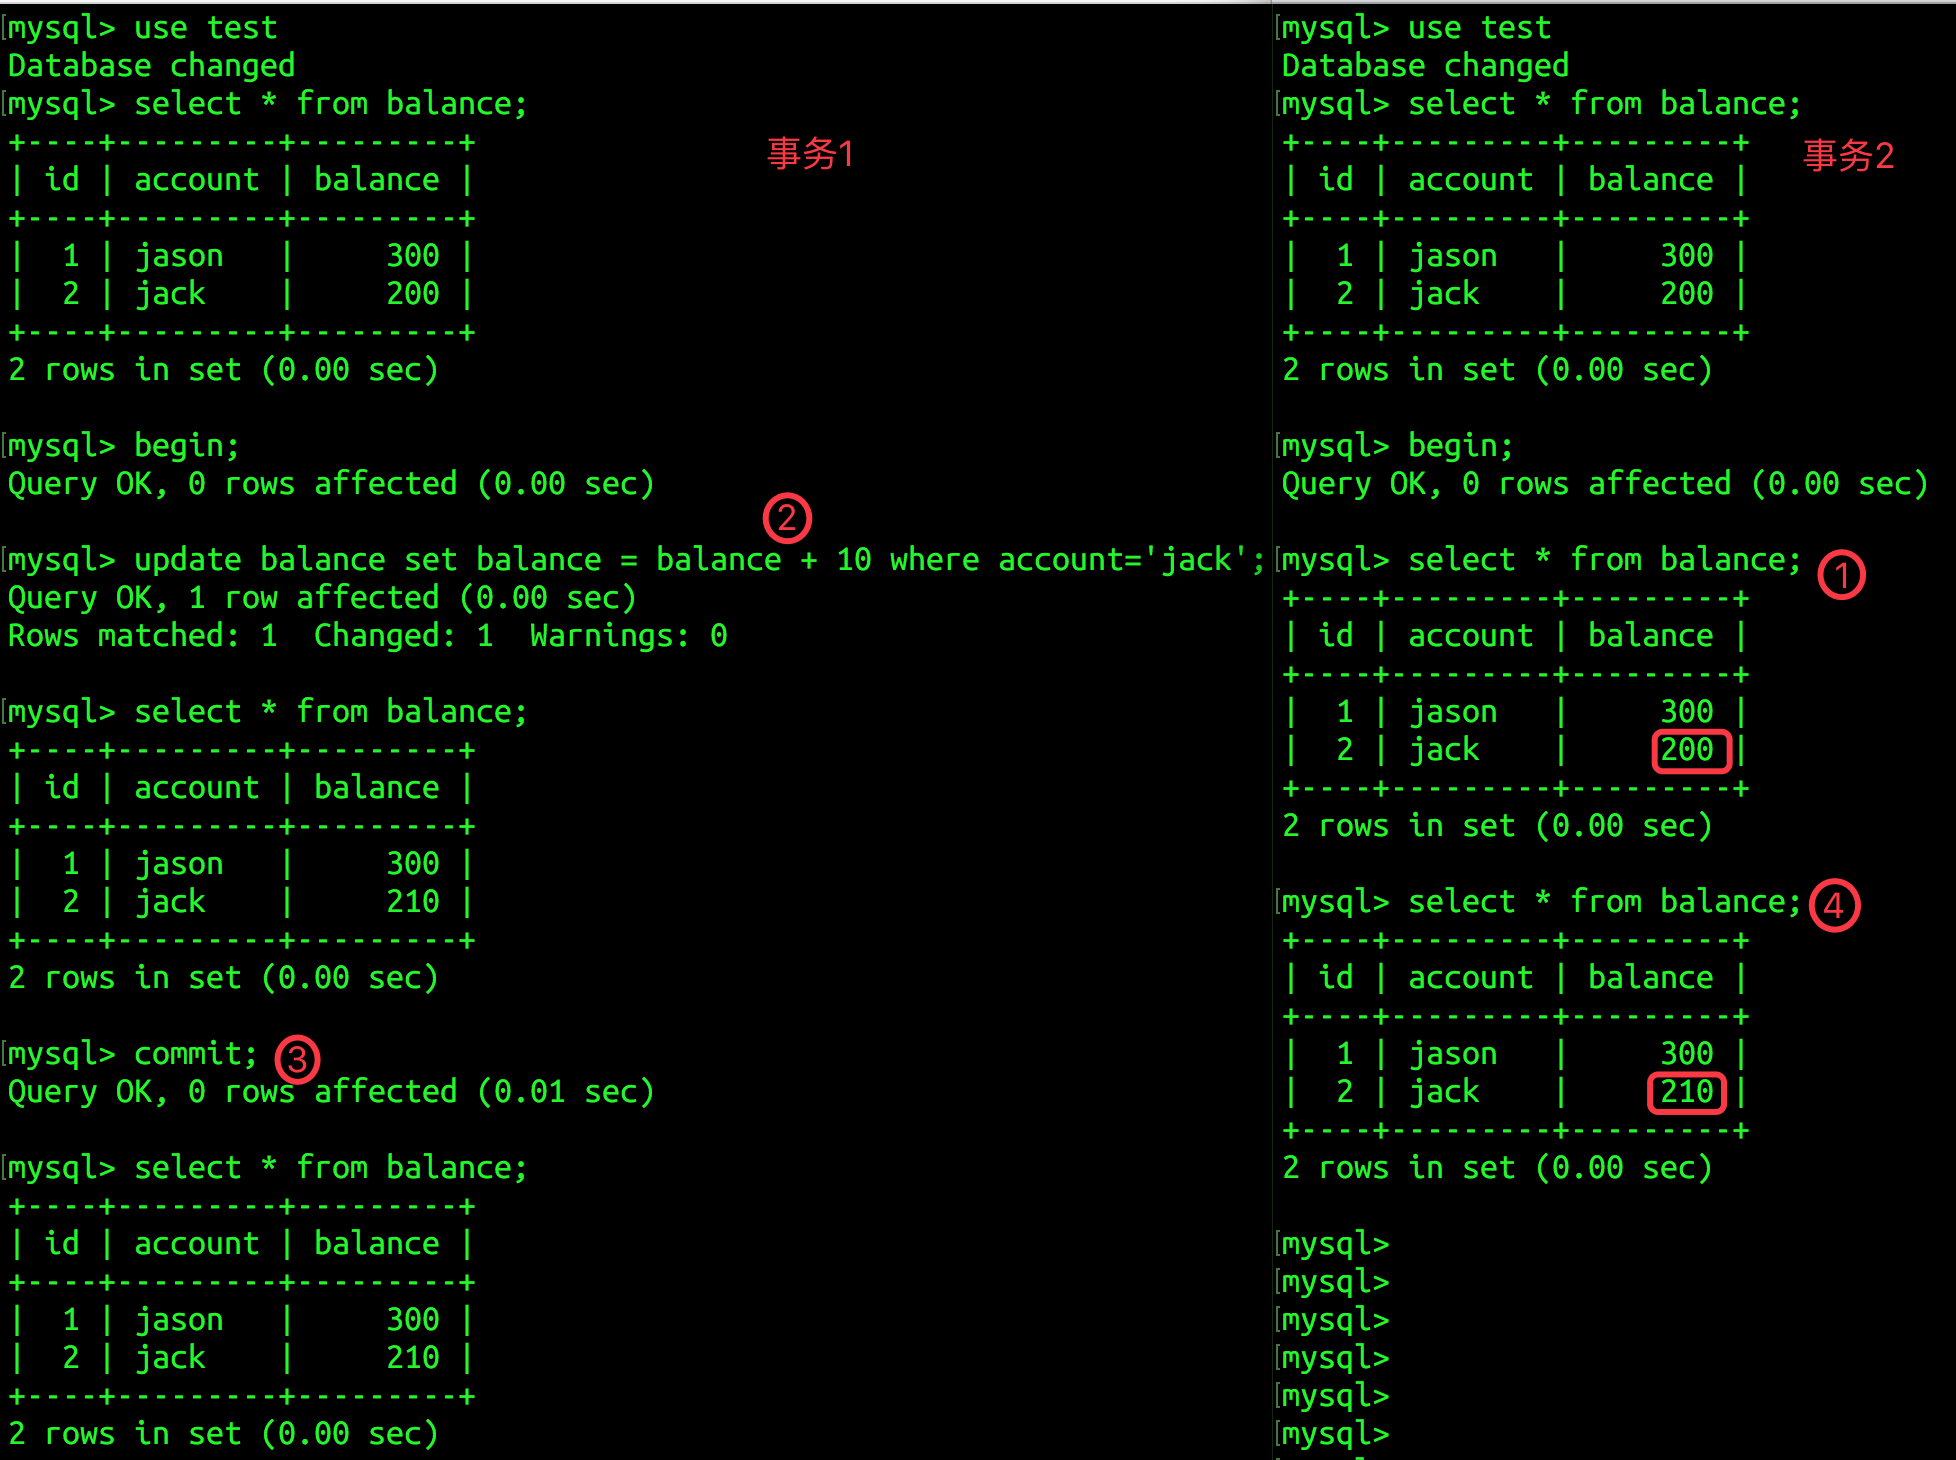 mysql> use test
Database changed
mysql> select * from balance;
+----+---------+---------+
| id | account | balance |
+----+---------+---------+
|  1 | jason   |     300 |
|  2 | jack    |     200 |
+----+---------+---------+
2 rows in set (0.00 sec)
事务1
mysql> begin;
Query OK, 0 rows affected (0.00 sec)
②
mysql> update balance set balance = balance + 10 where account='jack';
Query OK, 1 row affected (0.00 sec)
Rows matched: 1  Changed: 1  Warnings: 0
mysql> select * from balance;
+----+---------+---------+
| id | account | balance |
+----+---------+---------+
|  1 | jason   |     300 |
|  2 | jack    |     210 |
+----+---------+---------+
2 rows in set (0.00 sec)
mysql> commit; ③
Query OK, 0 rows affected (0.01 sec)
mysql> select * from balance;
+----+---------+---------+
| id | account | balance |
+----+---------+---------+
|  1 | jason   |     300 |
|  2 | jack    |     210 |
+----+---------+---------+
2 rows in set (0.00 sec)
mysql> use test
Database changed
mysql> select * from balance;
+----+---------+---------+
| id | account | balance |
+----+---------+---------+
|  1 | jason   |     300 |
|  2 | jack    |     200 |
+----+---------+---------+
2 rows in set (0.00 sec)
事务2
mysql> begin;
Query OK, 0 rows affected (0.00 sec)
mysql> select * from balance; ①
+----+---------+---------+
| id | account | balance |
+----+---------+---------+
|  1 | jason   |     300 |
|  2 | jack    |     200 |
+----+---------+---------+
2 rows in set (0.00 sec)
mysql> select * from balance; ④
+----+---------+---------+
| id | account | balance |
+----+---------+---------+
|  1 | jason   |     300 |
|  2 | jack    |     210 |
+----+---------+---------+
2 rows in set (0.00 sec)
mysql>
mysql>
mysql>
mysql>
mysql>
mysql>